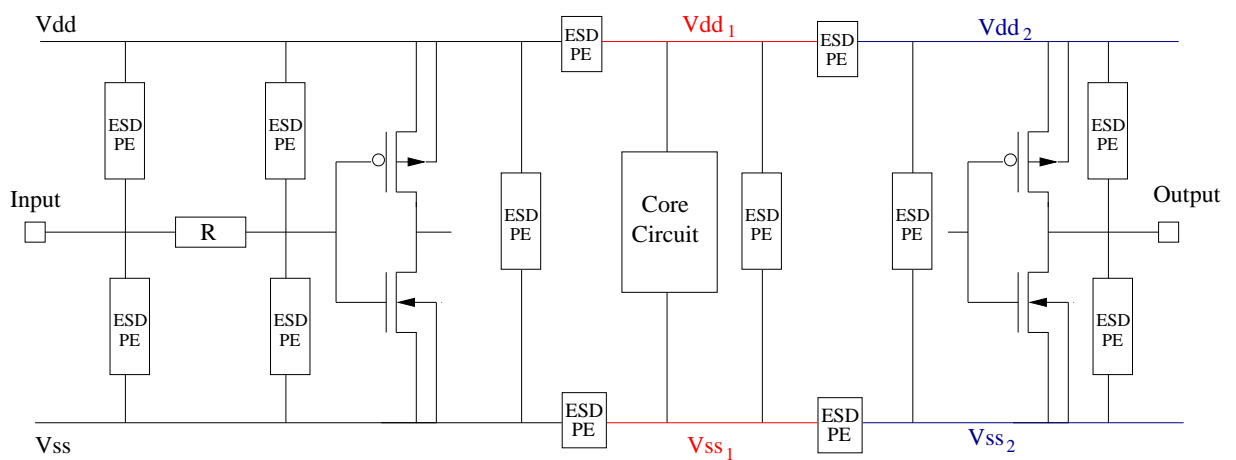 Vdd
ESD
PE
Vdd1
ESD
PE
Vdd2
ESD
PE
ESD
PE
ESD
PE
Input
R
ESD
PE
Core
Circuit
ESD
PE
ESD
PE
Output
ESD
PE
ESD
PE
ESD
PE
Vss
ESD
PE
Vss1
ESD
PE
Vss2